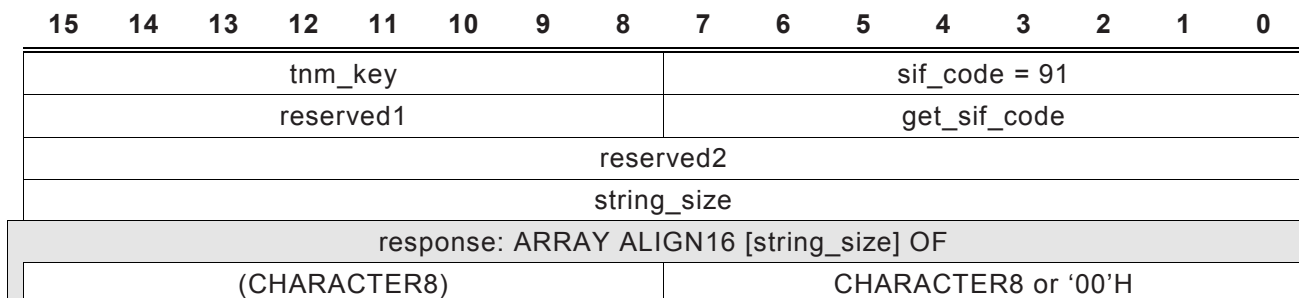 15 14 13 12 11 10 9 8 7 6 5 4 3 2 1 0
tnm_key sif_code = 91
reserved1 get_sif_code
reserved2
string_size
response: ARRAY ALIGN16 [string_size] OF
(CHARACTER8) CHARACTER8 or ‘00’H